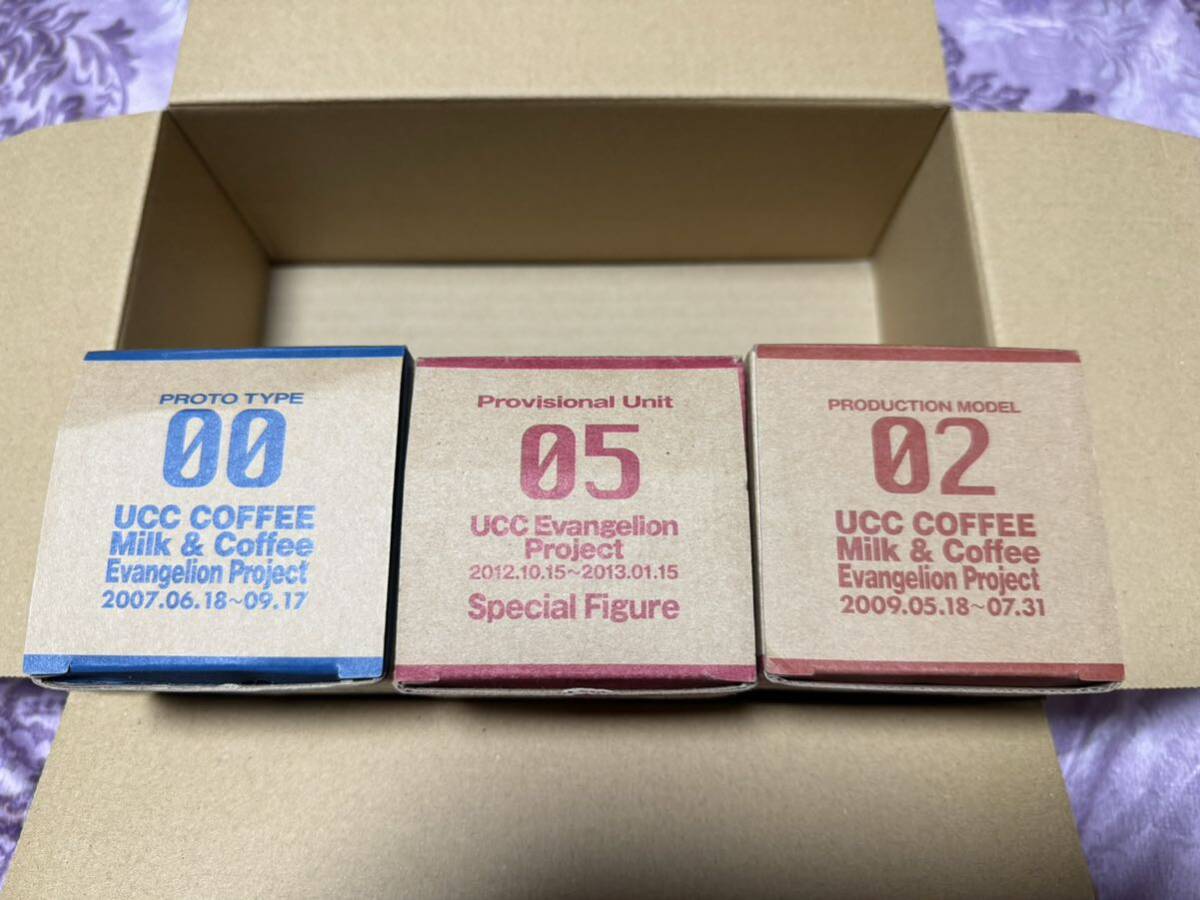 PROTO TYPE
00
UCC COFFEE
Milk & Coffee
Evangelion Project
2007.06.18~09.17
Provisional Unit
05
UCC Evangelion
Project
2012.10.15~2013.01.15
Special Figure
PRODUCTION MODEL
02
UCC COFFEE
Milk & Coffee
Evangelion Project
2009.05.18~07.31